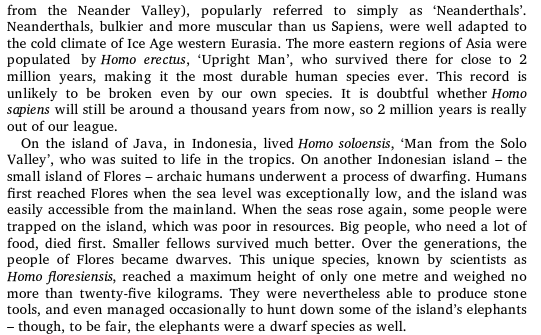 from the Neander Valley), popularly referred to simply as ‘Neanderthals’.
Neanderthals, bulkier and more muscular than us Sapiens, were well adapted to
the cold climate of Ice Age western Eurasia. The more eastern regions of Asia were
populated by Homo erectus, ‘Upright Man’, who survived there for close to 2
million years, making it the most durable human species ever. This record is
unlikely to be broken even by our own species. It is doubtful whether Homo
sapiens will still be around a thousand years from now, so 2 million years is really
out of our league.
On the island of Java, in Indonesia, lived Homo soloensis, ‘Man from the Solo
Valley’, who was suited to life in the tropics. On another Indonesian island – the
small island of Flores – archaic humans underwent a process of dwarfing. Humans
first reached Flores when the sea level was exceptionally low, and the island was
easily accessible from the mainland. When the seas rose again, some people were
trapped on the island, which was poor in resources. Big people, who need a lot of
food, died first. Smaller fellows survived much better. Over the generations, the
people of Flores became dwarves. This unique species, known by scientists as
Homo floresiensis, reached a maximum height of only one metre and weighed no
more than twenty-five kilograms. They were nevertheless able to produce stone
tools, and even managed occasionally to hunt down some of the island’s elephants
– though, to be fair, the elephants were a dwarf species as well.